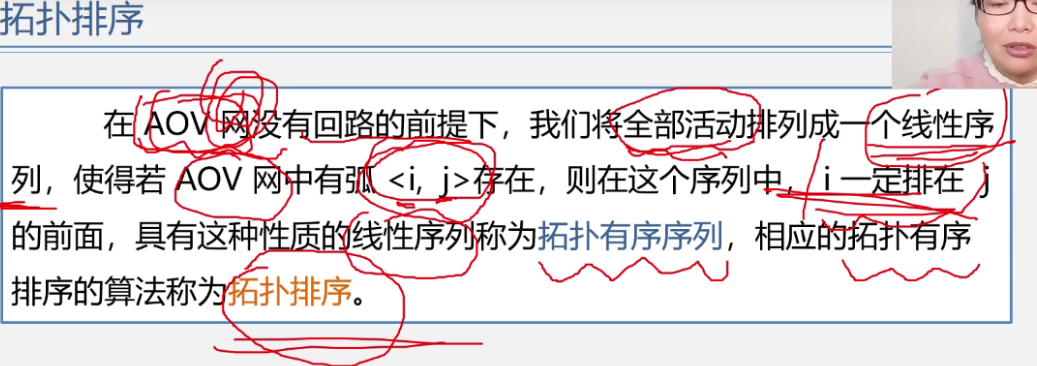 拓扑排序
在 AOV 网没有回路的前提下，我们将全部活动排列成一个线性序
列，使得若 AOV 网中有弧 <i, j>存在，则在这个序列中，i 一定排在 j
的前面，具有这种性质的线性序列称为拓扑有序序列，相应的拓扑有序
排序的算法称为拓扑排序。